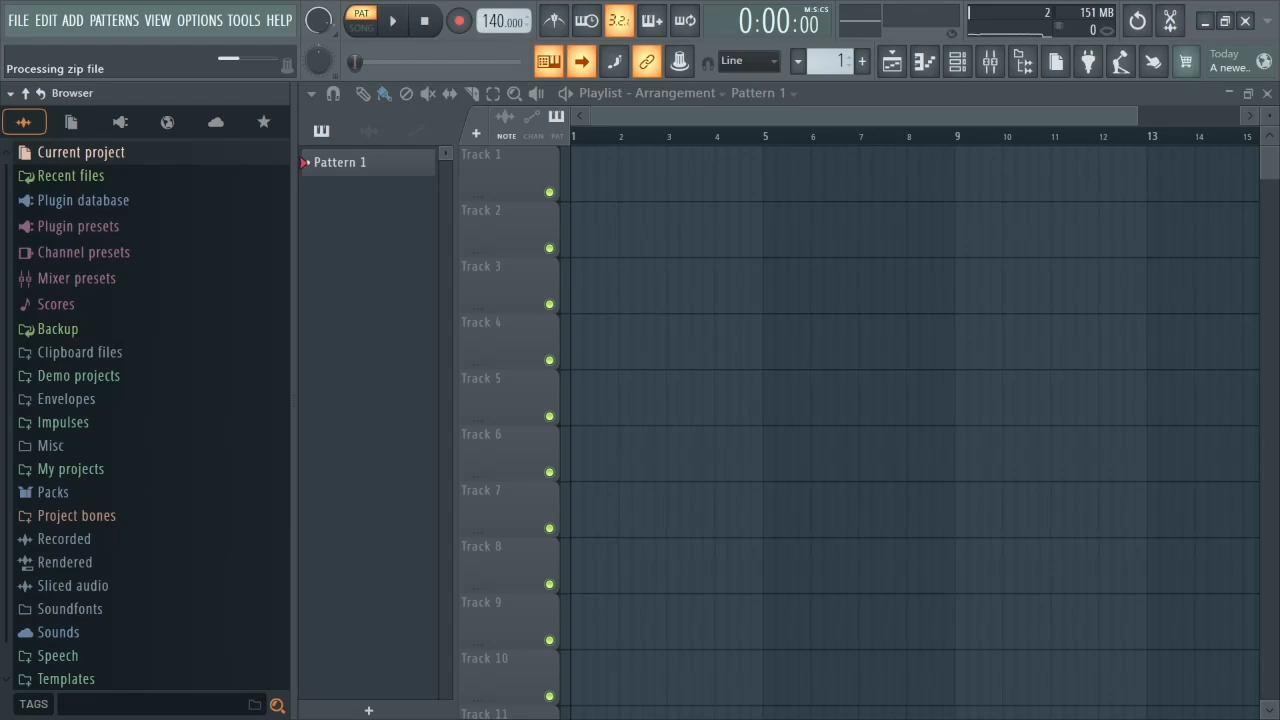 FILE EDIT ADD PATTERNS VIEW OPTIONS TOOLS HELP
PAT
SONG
140.000
3.2.1
0:00:00
M:S:CS
2
151 MB
0
Processing zip file
Line
1
Today
A newe..
Browser
Playlist - Arrangement
Pattern 1
NOTE CHAN PAT
1 2 3 4 5 6 7 8 9 10 11 12 13 14 15
Current project
Recent files
Plugin database
Plugin presets
Channel presets
Mixer presets
Scores
Backup
Clipboard files
Demo projects
Envelopes
Impulses
Misc
My projects
Packs
Project bones
Recorded
Rendered
Sliced audio
Soundfonts
Sounds
Speech
Templates
TAGS
Pattern 1
Track 1
Track 2
Track 3
Track 4
Track 5
Track 6
Track 7
Track 8
Track 9
Track 10
Track 11